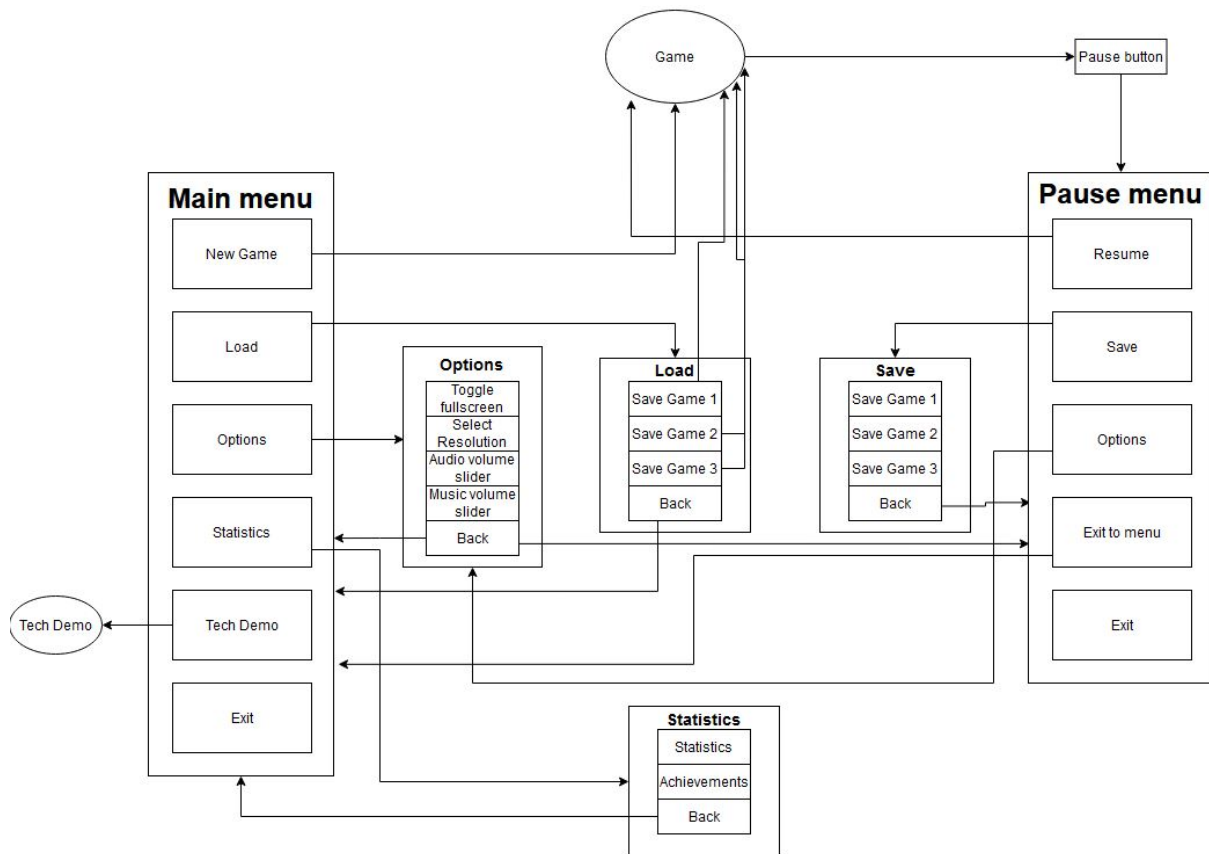 Game
Pause button
Main menu
New Game
Load
Options
Statistics
Tech Demo
Exit
Tech Demo
Options
Toggle
fullscreen
Select
Resolution
Audio volume
slider
Music volume
slider
Back
Load
Save Game 1
Save Game 2
Save Game 3
Back
Save
Save Game 1
Save Game 2
Save Game 3
Back
Pause menu
Resume
Save
Options
Exit to menu
Exit
Statistics
Statistics
Achievements
Back